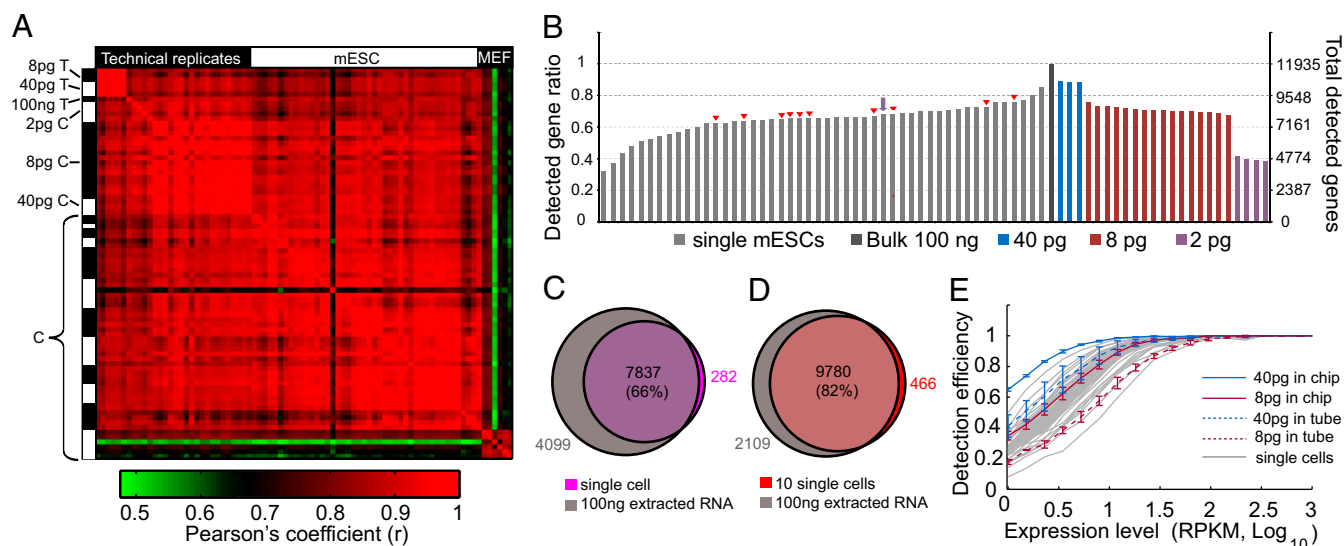 A
Technical replicates
mESC
MEF
8pg T
40pg T
100ng T
2pg C
8pg C
40pg C
C
0.5 0.6 0.7 0.8 0.9 1
Pearson's coefficient (r)
B
Detected gene ratio
1
0.8
0.6
0.4
0.2
0
11935
9548
7161
4774
2387
0
Total detected genes
single mESCs
Bulk 100 ng
40 pg
8 pg
2 pg
C
7837
(66%)
282
4099
single cell
100ng extracted RNA
D
9780
(82%)
466
2109
10 single cells
100ng extracted RNA
E
Detection efficiency
1
0.8
0.6
0.4
0.2
0
0 0.5 1 1.5 2 2.5 3
Expression level (RPKM, Log10)
40pg in chip
8pg in chip
40pg in tube
8pg in tube
single cells